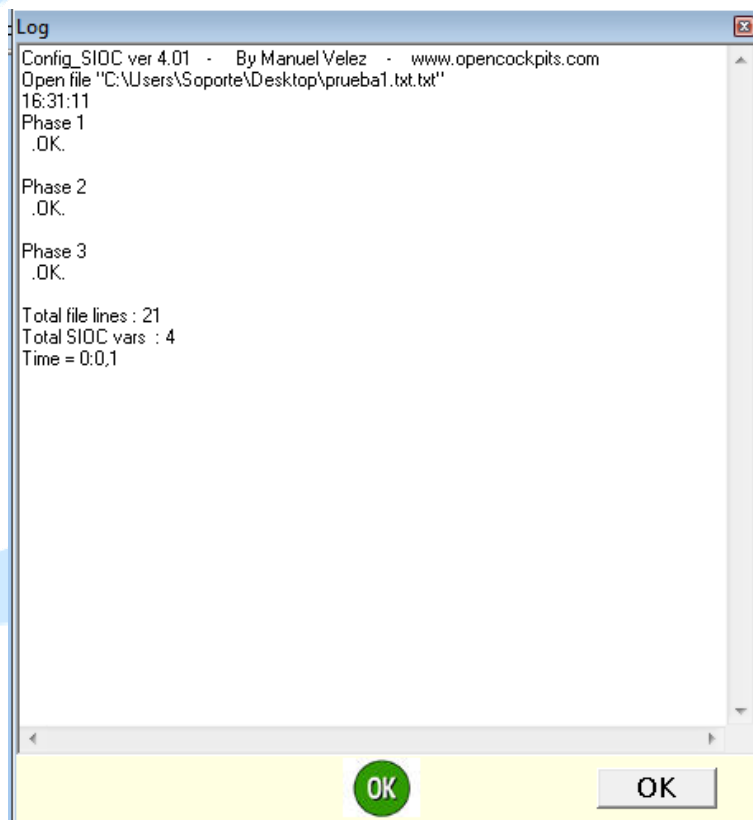 Log
Config_SIOC ver 4.01 - By Manuel Velez - www.opencockpits.com
Open file "C:\Users\Soporte\Desktop\prueba1.txt.txt"
16:31:11
Phase 1
.OK.
Phase 2
.OK.
Phase 3
.OK.
Total file lines : 21
Total SIOC vars : 4
Time = 0:0,1
OK OK